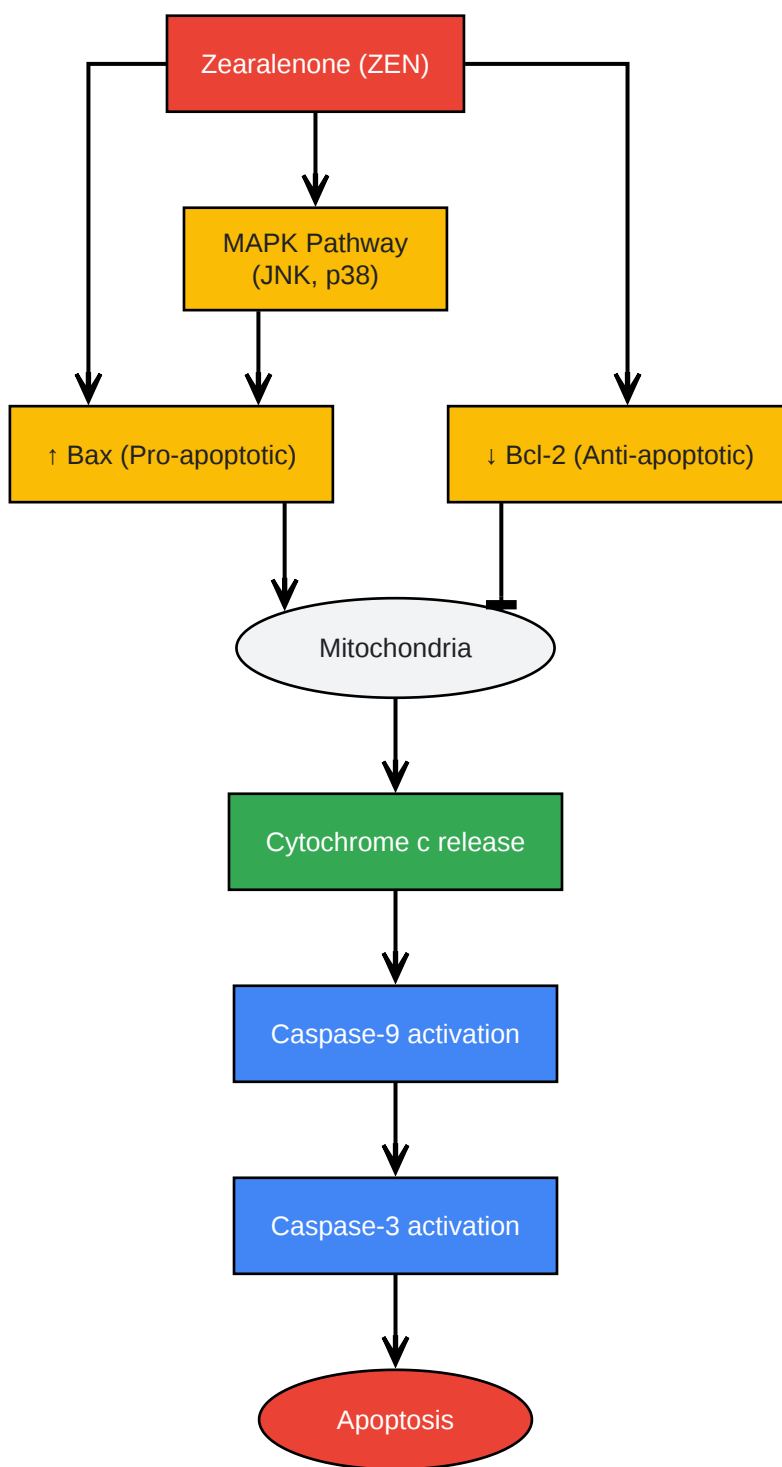 Zearalenone (ZEN)
MAPK Pathway
(JNK, p38)
↑ Bax (Pro-apoptotic)
↓ Bcl-2 (Anti-apoptotic)
Mitochondria
Cytochrome c release
Caspase-9 activation
Caspase-3 activation
Apoptosis